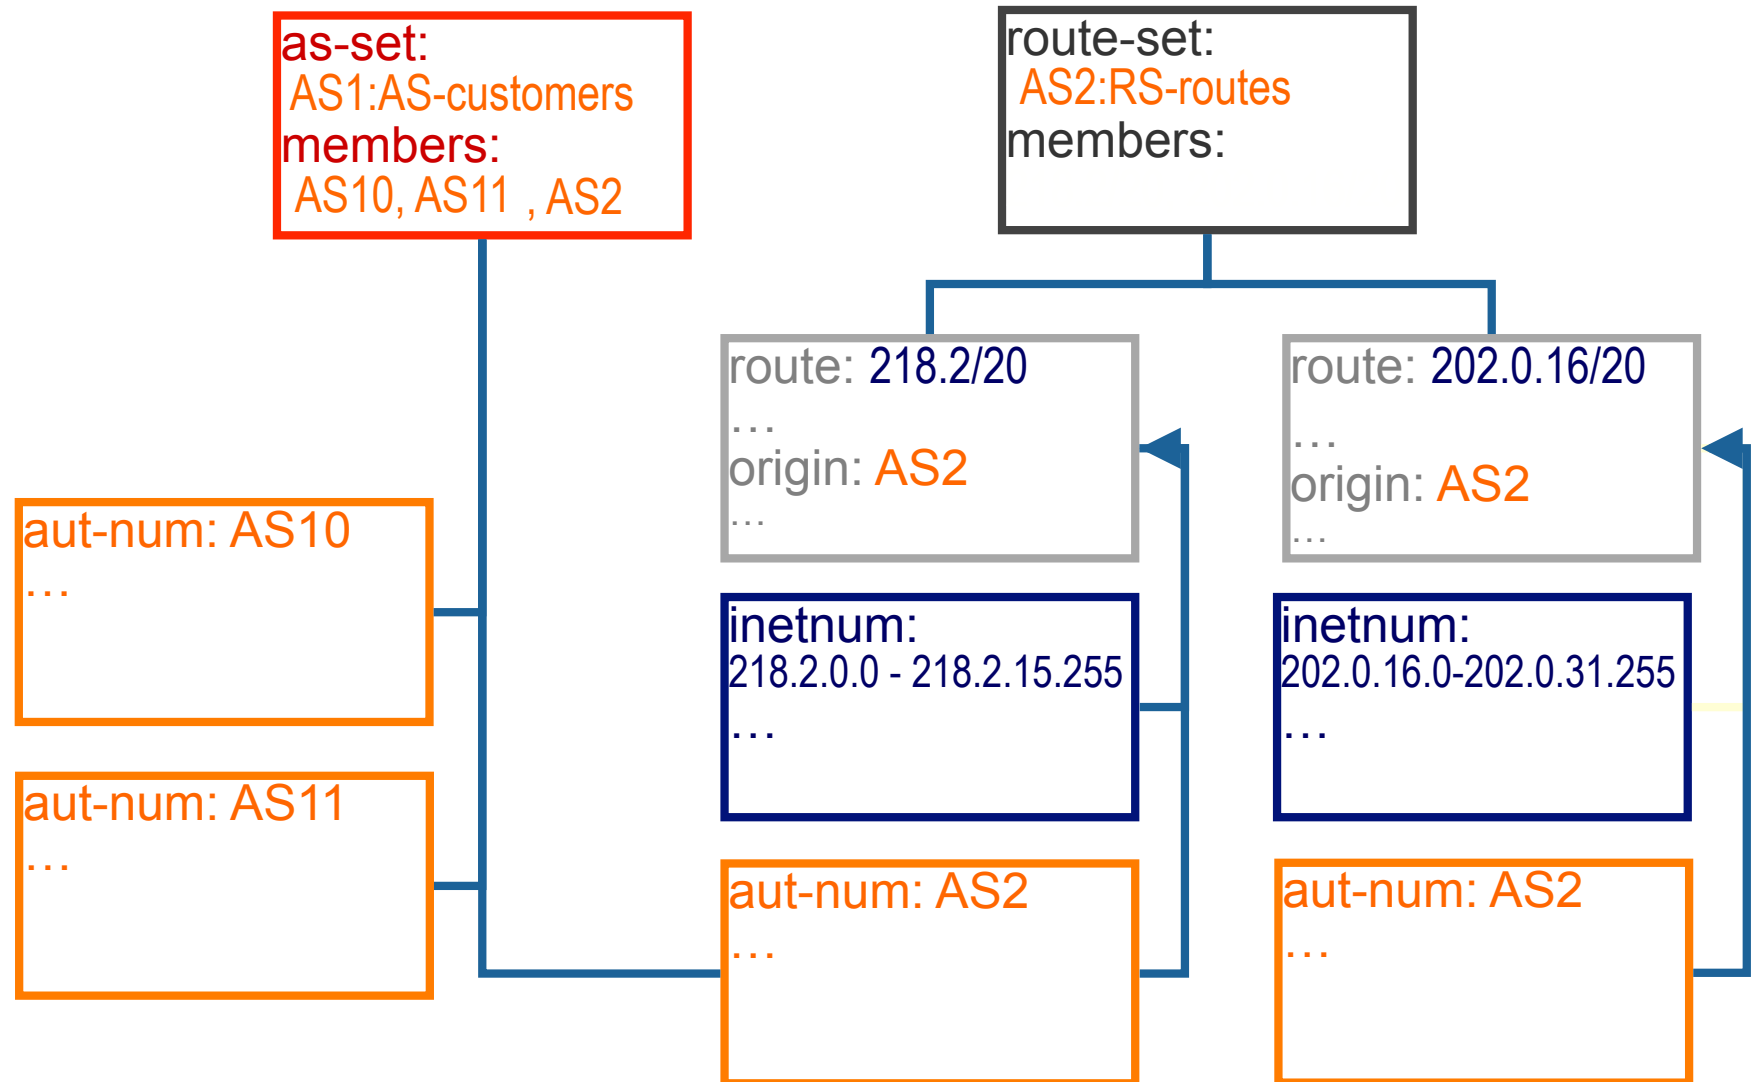 as-set:
AS1:AS-customers
members:
AS10, AS11 , AS2
route-set:
AS2:RS-routes
members:
route: 218.2/20
…
origin: AS2
…
route: 202.0.16/20
…
origin: AS2
…
aut-num: AS10
…
inetnum:
218.2.0.0 - 218.2.15.255
…
inetnum:
202.0.16.0-202.0.31.255
…
aut-num: AS11
…
aut-num: AS2
…
aut-num: AS2
…